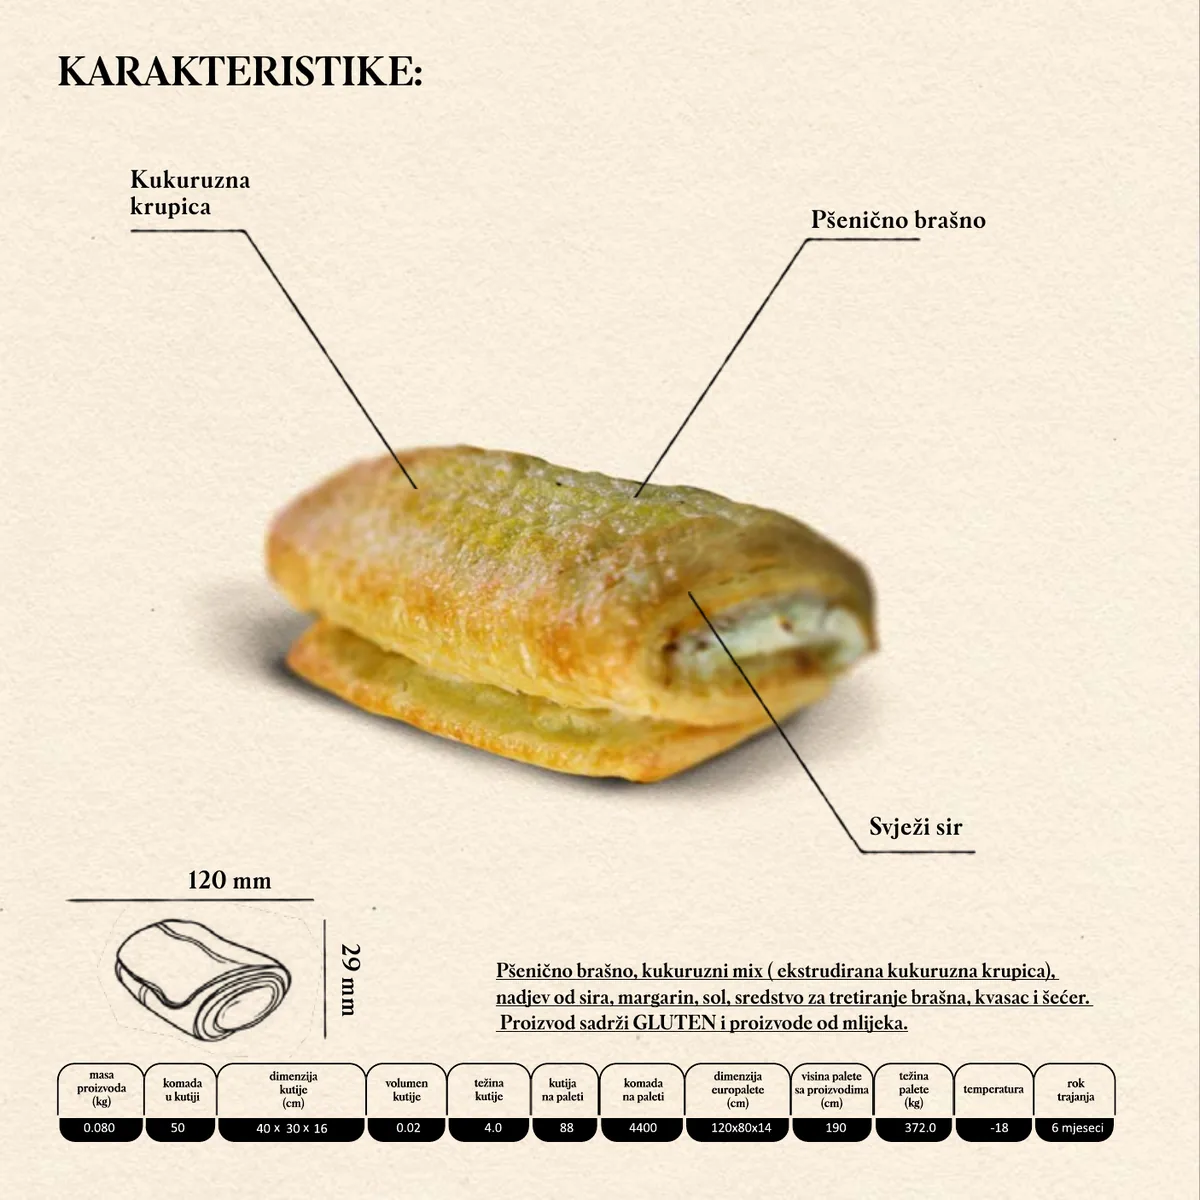 KARAKTERISTIKE:
Kukuruzna
krupica
Pšenično brašno
Svježi sir
120 mm
29 mm
Pšenično brašno, kukuruzni mix ( ekstrudirana kukuruzna krupica),
nadjev od sira, margarin, sol, sredstvo za tretiranje brašna, kvasac i šećer.
Proizvod sadrži GLUTEN i proizvode od mlijeka.
masa
proizvoda
(kg)
0.080
komada
u kutiji
50
dimenzija
kutije
(cm)
40 x 30 x 16
volumen
kutije
0.02
težina
kutije
4.0
kutija
na paleti
88
komada
na paleti
4400
dimenzija
europalete
(cm)
120x80x14
visina palete
sa proizvodima
(cm)
190
težina
palete
(kg)
372.0
temperatura
-18
rok
trajanja
6 mjeseci